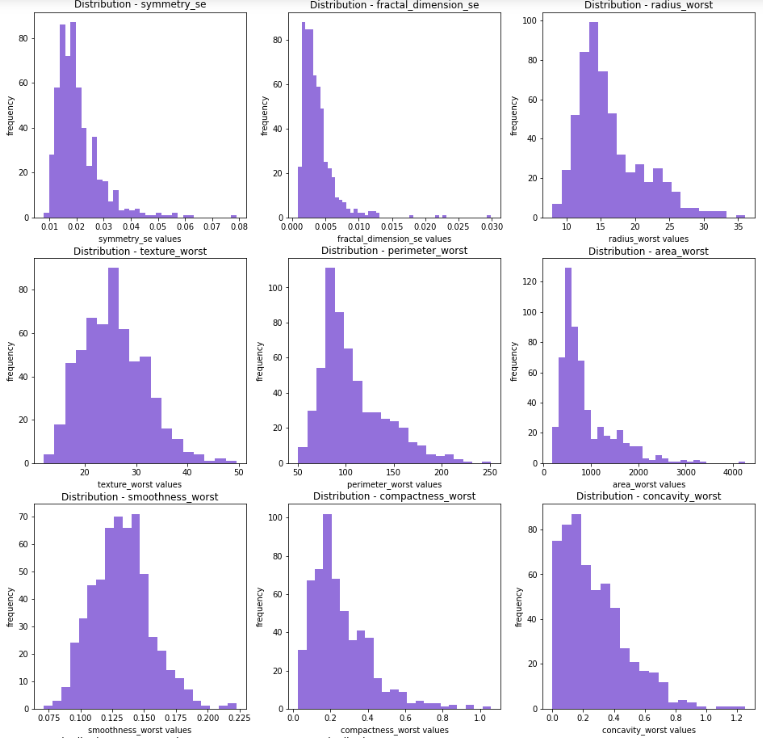 Distribution - symmetry_se
80
60
40
20
0
frequency
0.01 0.02 0.03 0.04 0.05 0.06 0.07 0.08
symmetry_se values
Distribution - fractal_dimension_se
80
60
40
20
0
frequency
0.000 0.005 0.010 0.015 0.020 0.025 0.030
fractal_dimension_se values
Distribution - radius_worst
100
80
60
40
20
0
frequency
10 15 20 25 30 35
radius_worst values
Distribution - texture_worst
80
60
40
20
0
frequency
20 30 40 50
texture_worst values
Distribution - perimeter_worst
100
80
60
40
20
0
frequency
50 100 150 200 250
perimeter_worst values
Distribution - area_worst
120
100
80
60
40
20
0
frequency
0 1000 2000 3000 4000
area_worst values
Distribution - smoothness_worst
70
60
50
40
30
20
10
0
frequency
0.075 0.100 0.125 0.150 0.175 0.200 0.225
smoothness_worst values
Distribution - compactness_worst
100
80
60
40
20
0
frequency
0.0 0.2 0.4 0.6 0.8 1.0
compactness_worst values
Distribution - concavity_worst
80
60
40
20
0
frequency
0.0 0.2 0.4 0.6 0.8 1.0 1.2
concavity_worst values